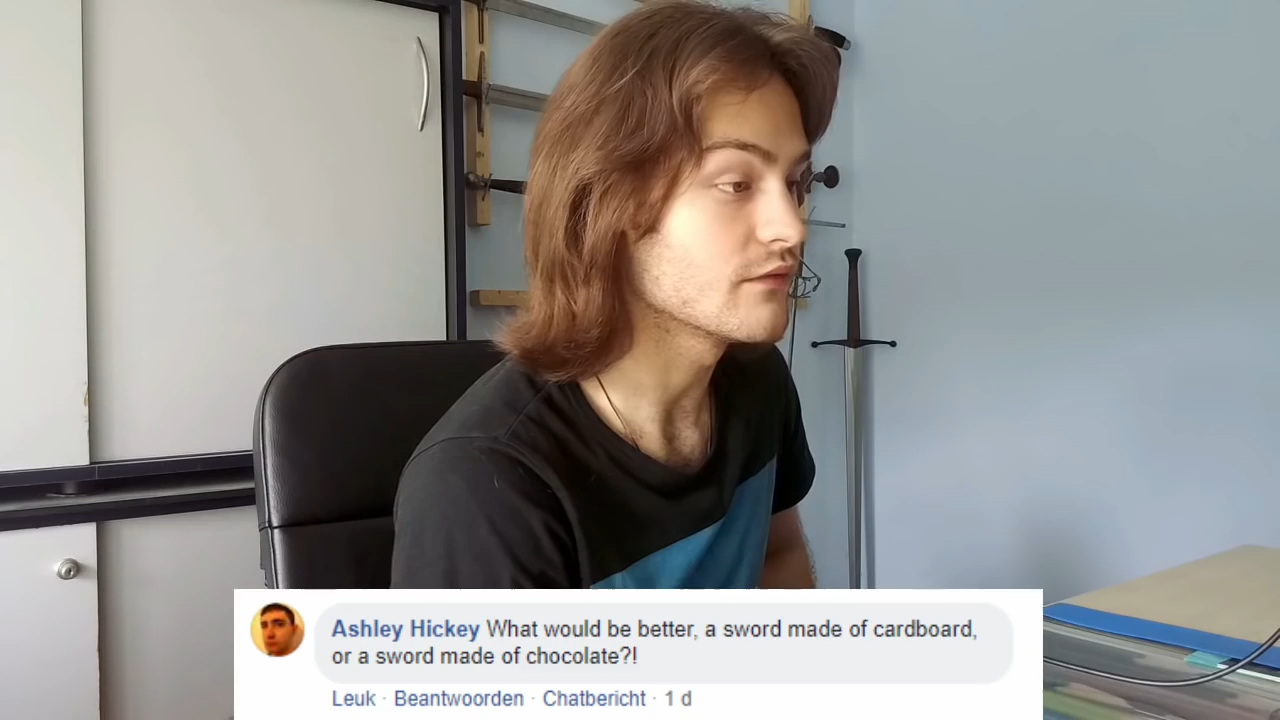 Ashley Hickey What would be better, a sword made of cardboard,
or a sword made of chocolate?!
Leuk · Beantwoorden · Chatbericht · 1 d